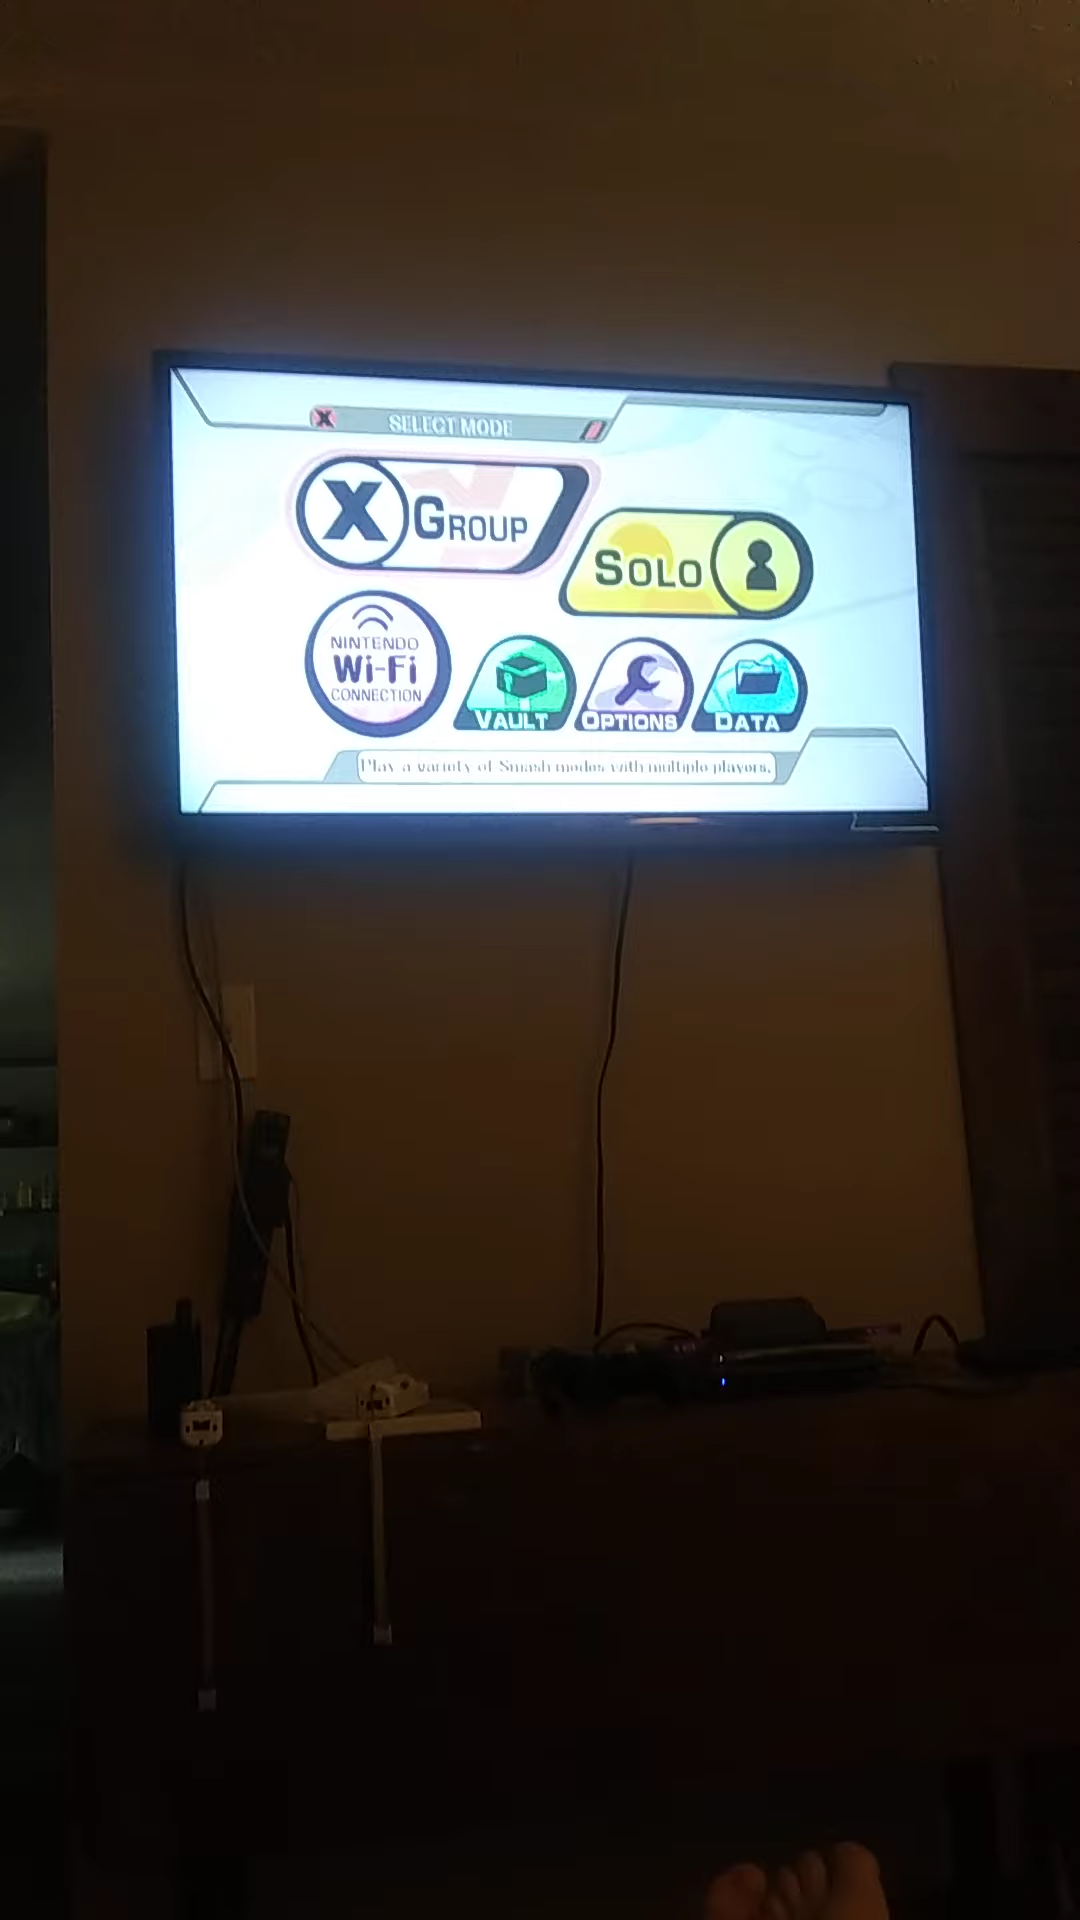 X SELECT MODE
X GROUP
SOLO
NINTENDO
Wi-Fi
CONNECTION
VAULT
OPTIONS
DATA
Play a variety of Smash modes with multiple players.